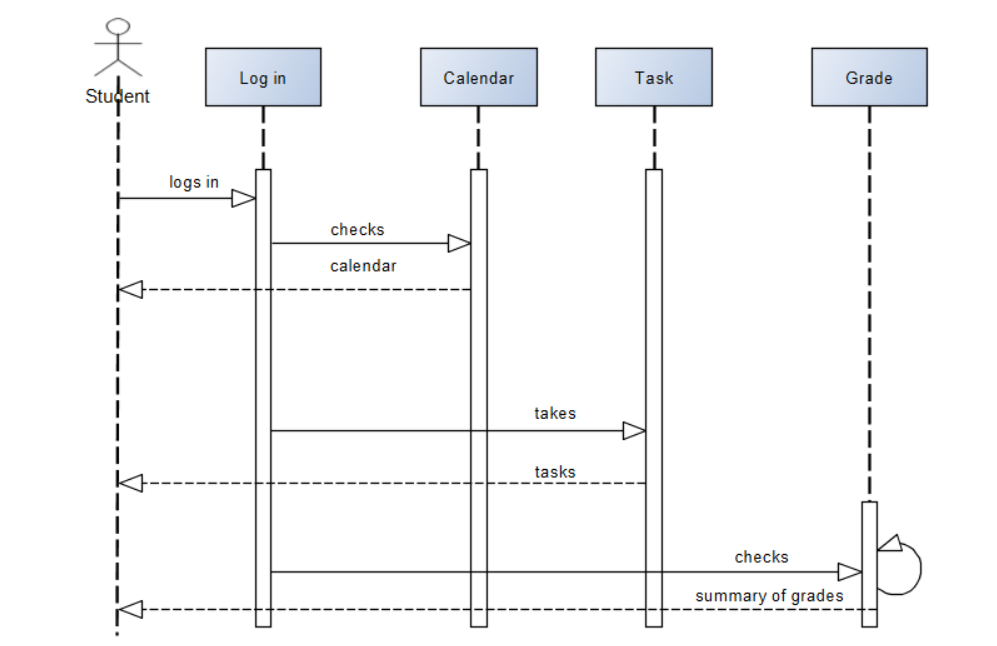 Student
Log in
Calendar
Task
Grade
logs in
checks
calendar
takes
tasks
checks
summary of grades